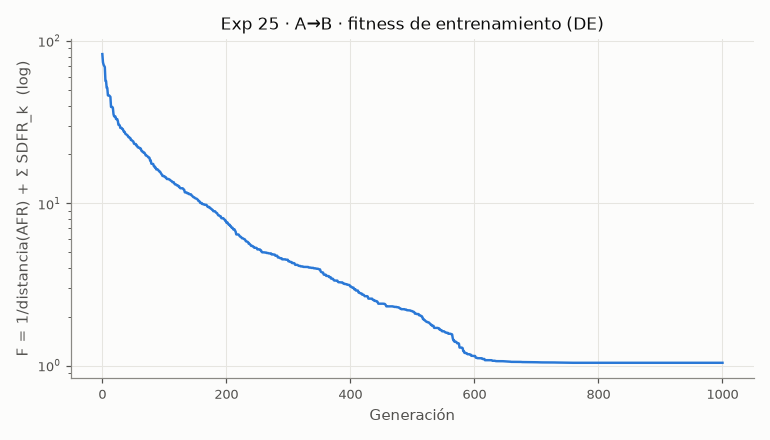 Exp 25 · A→B · fitness de entrenamiento (DE)
F = 1/distancia(AFR) + Σ SDFR_k (log)
10²
10¹
10⁰
0 200 400 600 800 1000
Generación